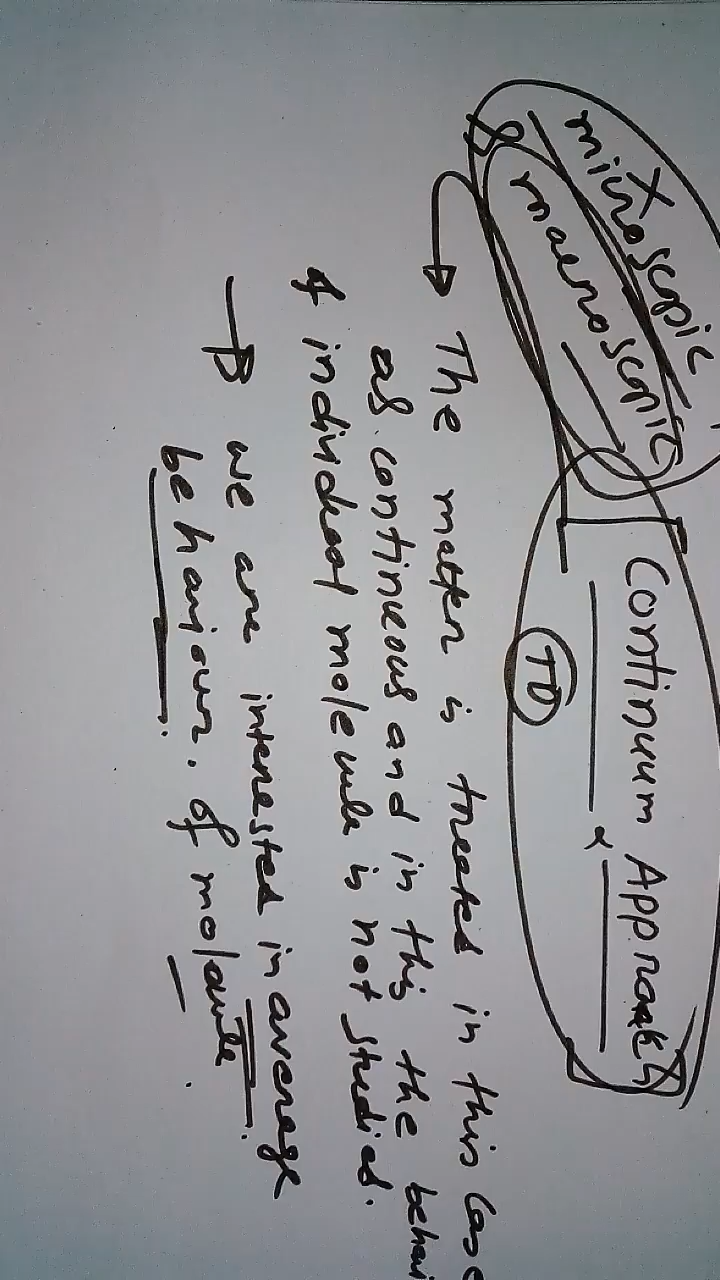 microscopic
& macroscopic
Continuum Approach
TD
The matter is treated in this case
as continuous and in this the behavi
of individual molecule is not studied.
we are interested in average
behaviour. of molecule.